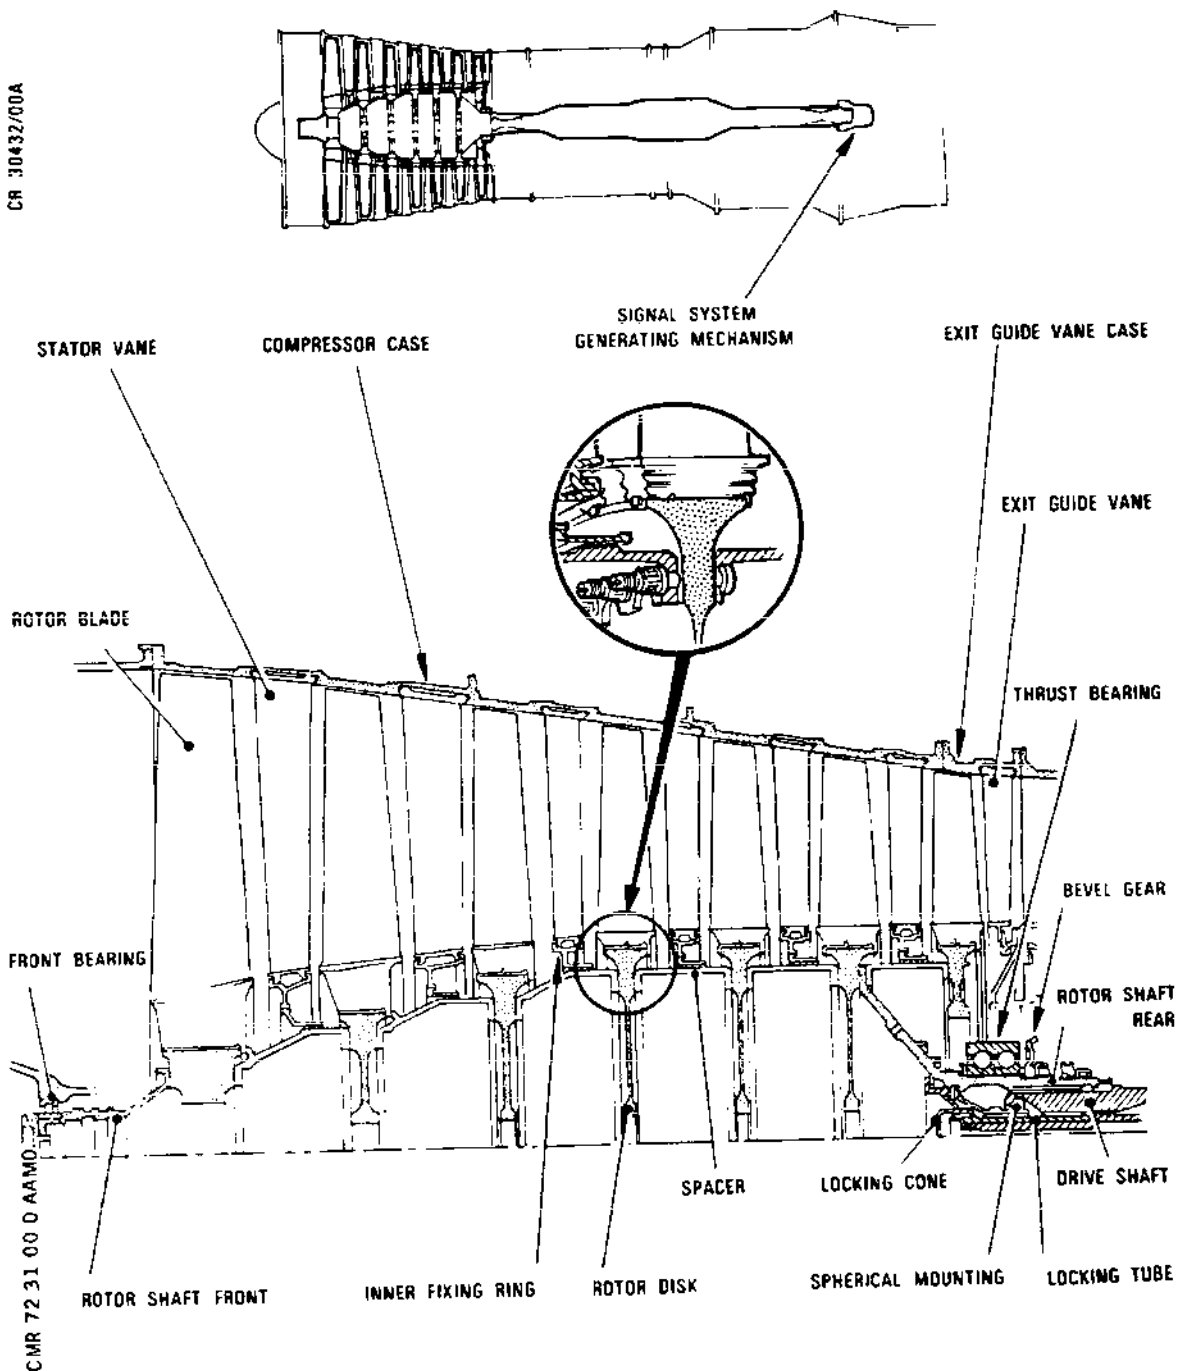 CR 30432/00A
SIGNAL SYSTEM
GENERATING MECHANISM
STATOR VANE
COMPRESSOR CASE
EXIT GUIDE VANE CASE
EXIT GUIDE VANE
ROTOR BLADE
THRUST BEARING
BEVEL GEAR
FRONT BEARING
ROTOR SHAFT
REAR
SPACER
LOCKING CONE
DRIVE SHAFT
ROTOR SHAFT FRONT
INNER FIXING RING
ROTOR DISK
SPHERICAL MOUNTING
LOCKING TUBE
CMR 72 31 00 0 AAMO